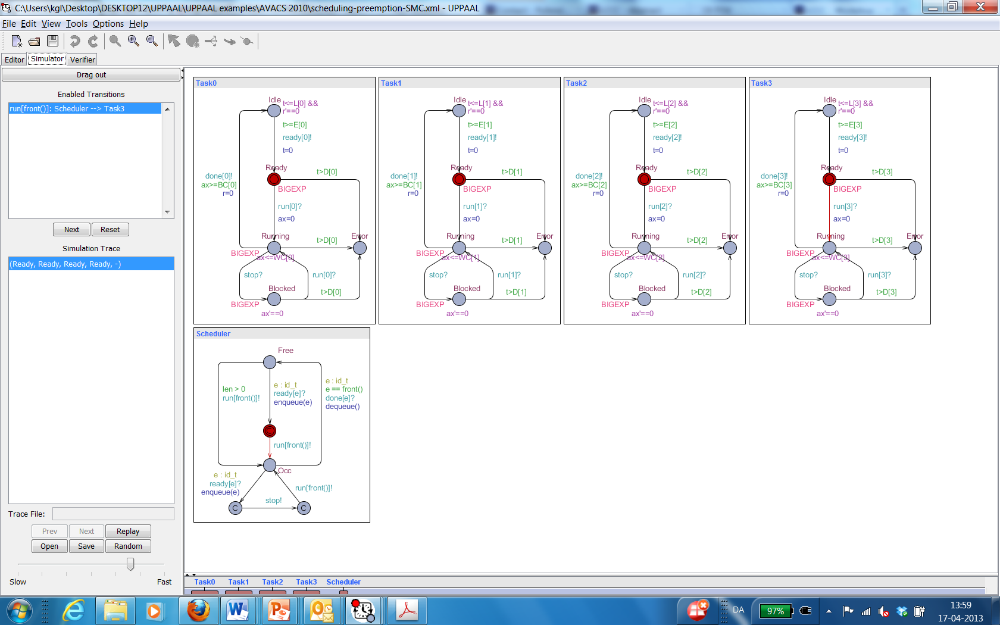 C:\Users\kgl\Desktop\DESKTOP12\UPPAAL\UPPAAL examples\AVACS 2010\scheduling-preemption-SMC.xml - UPPAAL
File Edit View Tools Options Help
Editor Simulator Verifier
Drag out
Enabled Transitions
run[front()]: Scheduler --> Task3
Next Reset
Simulation Trace
(Ready, Ready, Ready, Ready, -)
Trace File:
Prev Next Replay
Open Save Random
Slow Fast
Task0
Idle
t<=L[0] &&
r'==0
t>=E[0]
ready[0]!
t=0
Ready
t>D[0]
done[0]!
ax>=BC[0]
r=0
BIGEXP
run[0]?
ax=0
Running
t>D[0]
Error
BIGEXP
ax<=WC[0]
stop?
run[0]?
Blocked
t>D[0]
BIGEXP
ax'==0
Task1
Idle
t<=L[1] &&
r'==0
t>=E[1]
ready[1]!
t=0
Ready
t>D[1]
done[1]!
ax>=BC[1]
r=0
BIGEXP
run[1]?
ax=0
Running
t>D[1]
Error
BIGEXP
ax<=WC[1]
stop?
run[1]?
Blocked
t>D[1]
BIGEXP
ax'==0
Task2
Idle
t<=L[2] &&
r'==0
t>=E[2]
ready[2]!
t=0
Ready
t>D[2]
done[2]!
ax>=BC[2]
r=0
BIGEXP
run[2]?
ax=0
Running
t>D[2]
Error
BIGEXP
ax<=WC[2]
stop?
run[2]?
Blocked
t>D[2]
BIGEXP
ax'==0
Task3
Idle
t<=L[3] &&
r'==0
t>=E[3]
ready[3]!
t=0
Ready
t>D[3]
done[3]!
ax>=BC[3]
r=0
BIGEXP
run[3]?
ax=0
Running
t>D[3]
Error
BIGEXP
ax<=WC[3]
stop?
run[3]?
Blocked
t>D[3]
BIGEXP
ax'==0
Scheduler
Free
len > 0
run[front()]!
e : id_t
ready[e]?
enqueue(e)
e : id_t
e == front()
done[e]?
dequeue()
C
run[front()]!
Occ
e : id_t
ready[e]?
enqueue(e)
run[front()]!
stop!
C C
Task0 Task1 Task2 Task3 Scheduler
DA 97% 13:59
17-04-2013